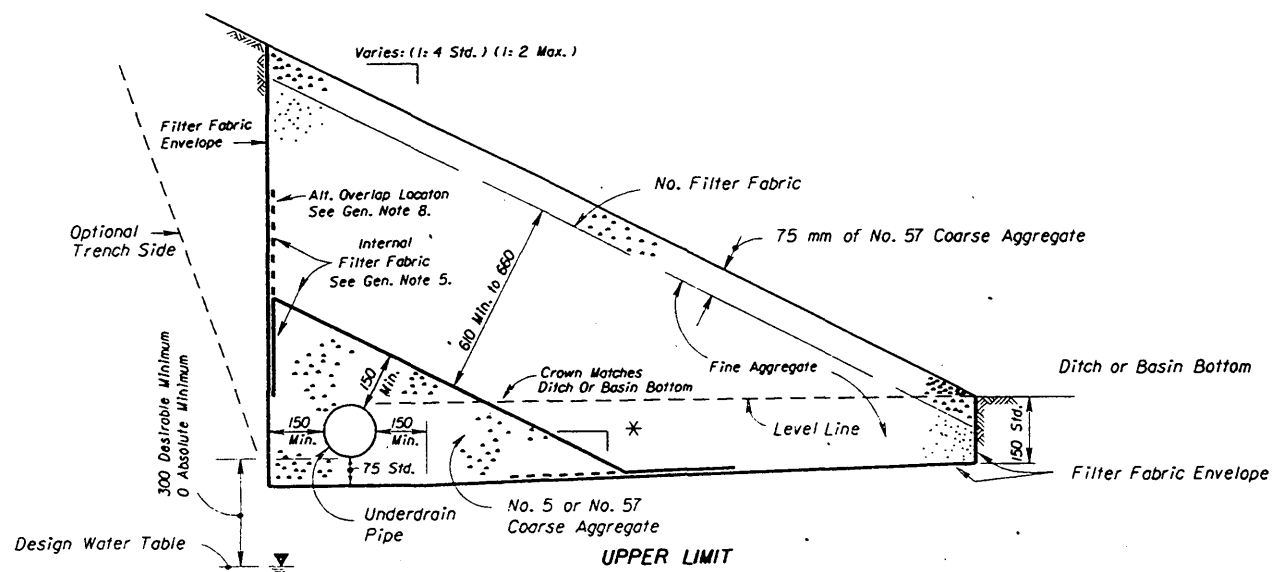 Varies: (1: 4 Std.) (1: 2 Max.)
Filter Fabric
Envelope
No. Filter Fabric
Alt. Overlap Locaton
See Gen. Note 8.
Optional
Trench Side
Internal
Filter Fabric
See Gen. Note 5.
75 mm of No. 57 Coarse Aggregate
610 Min. to 660
Fine Aggregate
Ditch or Basin Bottom
Crown Matches
Ditch Or Basin Bottom
150
Min.
150
Min.
150
Min.
*
Level Line
150 Std.
75 Std.
300 Desirable Minimum
0 Absolute Minimum
Filter Fabric Envelope
No. 5 or No. 57
Coarse Aggregate
Underdrain
Pipe
Design Water Table
UPPER LIMIT